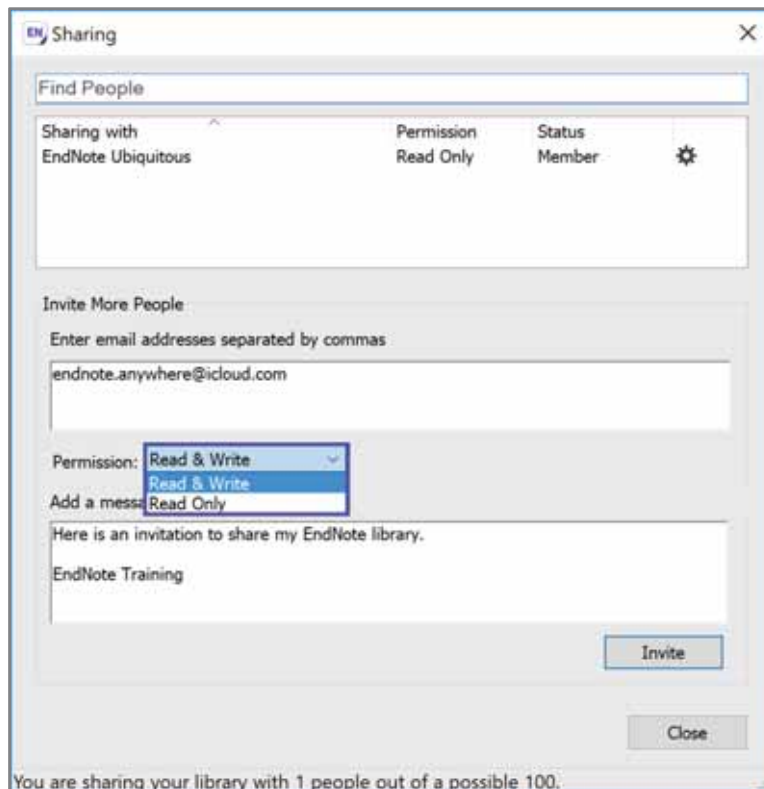 EN Sharing
Find People
Sharing with Permission Status
EndNote Ubiquitous Read Only Member
Invite More People
Enter email addresses separated by commas
endnote.anywhere@icloud.com
Permission: Read & Write
Read & Write
Add a messa Read Only
Here is an invitation to share my EndNote library.
EndNote Training
Invite
Close
You are sharing your library with 1 people out of a possible 100.